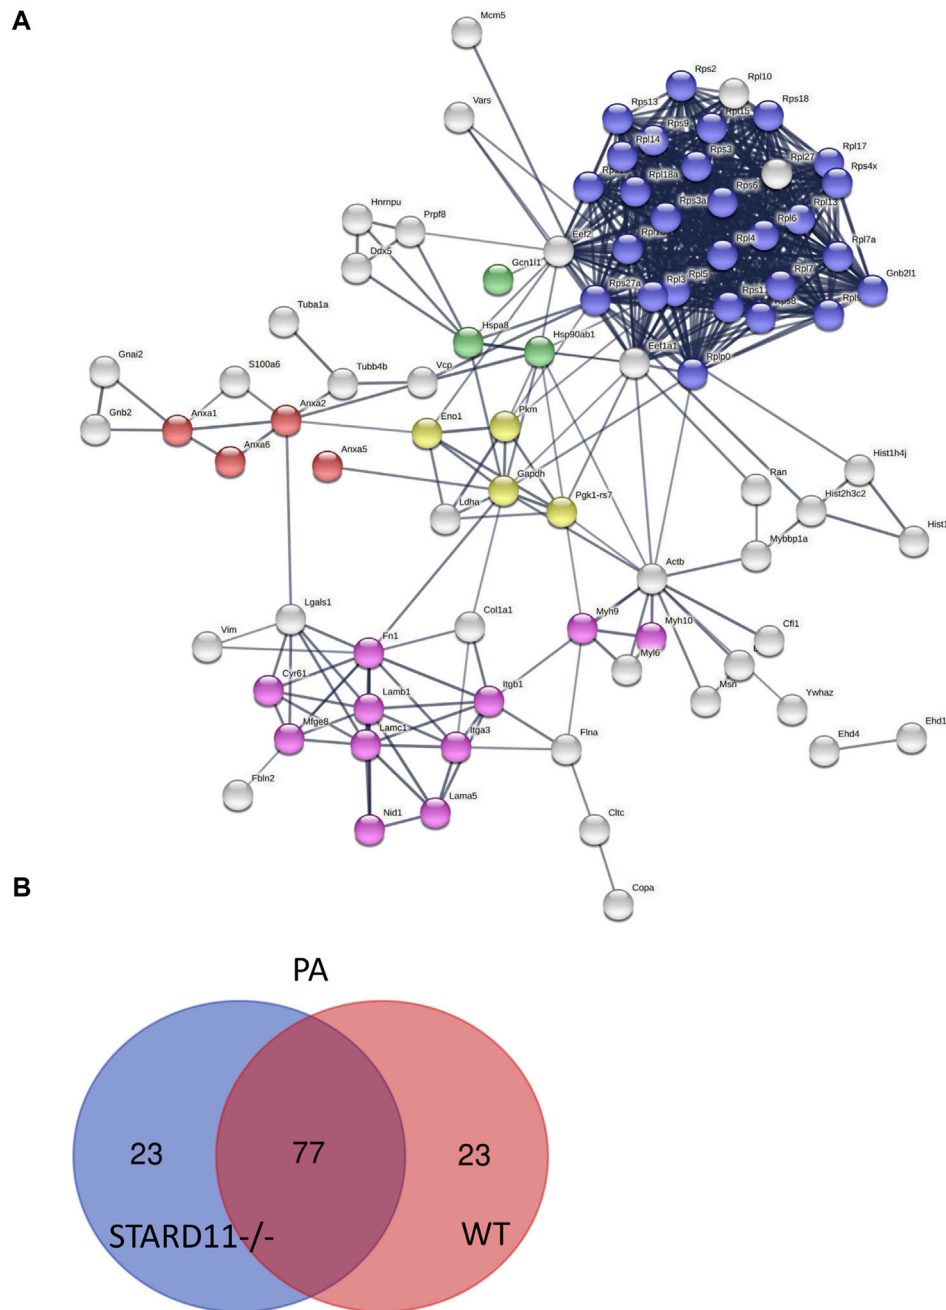 A
Mcm5
Vars
Rps2
Rpl10
Rps13
Rpl15
Rps18
Rps9
Rpl14
Rps3
Rpl17
Rpl27
Rps4x
Rpl18a
Rps6
Rps3a
Rpl13
Rpl6
Rpl4
Rpl7a
Hnrnpu
Prpf8
Eef2
Ddx5
Gcn1l1
Rpl5
Rpl3
Rpl7
Gnb2l1
Rps27a
Tuba1a
Hspa8
Hsp90ab1
Eef1a1
Rplp0
Gnai2
S100a6
Tubb4b
Vcp
Gnb2
Anxa1
Anxa2
Eno1
Pkm
Anxa6
Anxa5
Gapdh
Ran
Hist1h4j
Ldha
Pgk1-rs7
Hist2h3c2
Mybbp1a
Hist1
Actb
Lgals1
Col1a1
Vim
Fn1
Myh9
Myh10
Cfl1
Cyr61
Itgb1
Myl6
Lamb1
Msn
Ywhaz
Mfge8
Lamc1
Itga3
Flna
Ehd4
Ehd1
Fbln2
Lama5
Nid1
Cltc
Copa
B
PA
23
77
23
STARD11-/-
WT